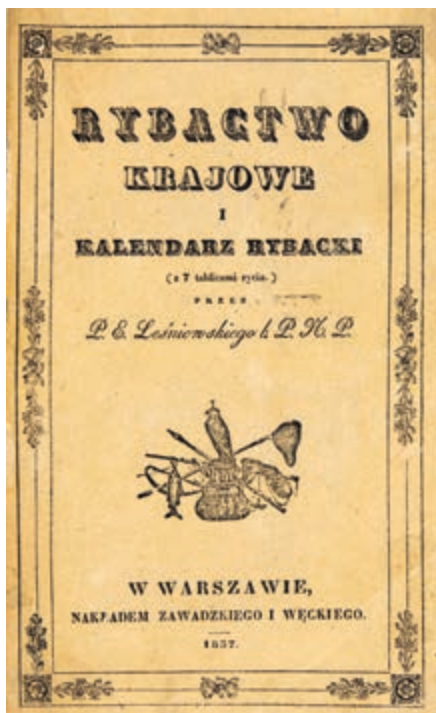 RYBACTWO
KRAJOWE
I
KALENDARZ RYBACKI
(z 7 tablicami rycin.)
PRZEZ
P. E. Leśniowskiego b. P. N. P.
W WARSZAWIE,
NAKŁADEM ZAWADZKIEGO I WĘCKIEGO.
1837.